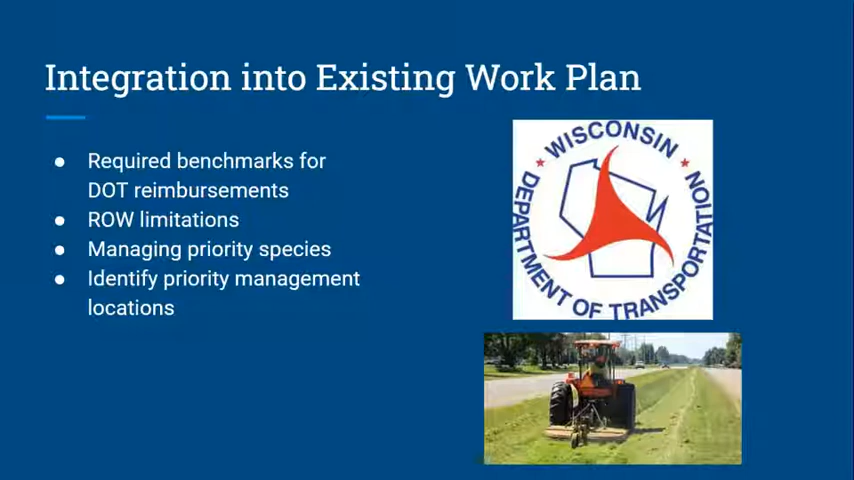 Integration into Existing Work Plan
● Required benchmarks for
DOT reimbursements
● ROW limitations
● Managing priority species
● Identify priority management
locations
WISCONSIN
DEPARTMENT OF TRANSPORTATION